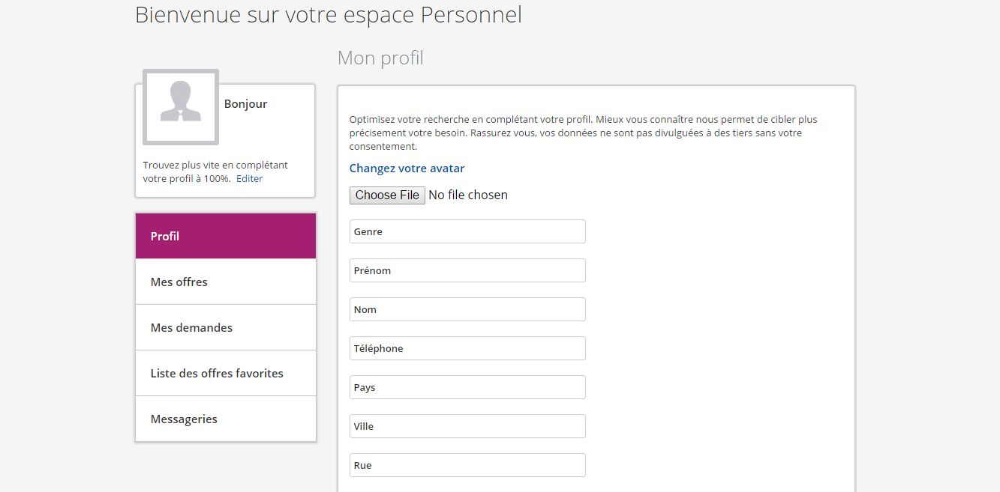 Bienvenue sur votre espace Personnel
Mon profil
Bonjour
Trouvez plus vite en complétant
votre profil à 100%. Editer
Profil
Mes offres
Mes demandes
Liste des offres favorites
Messageries
Optimisez votre recherche en complétant votre profil. Mieux vous connaître nous permet de cibler plus
précisement votre besoin. Rassurez vous, vos données ne sont pas divulguées à des tiers sans votre
consentement.
Changez votre avatar
Choose File No file chosen
Genre
Prénom
Nom
Téléphone
Pays
Ville
Rue